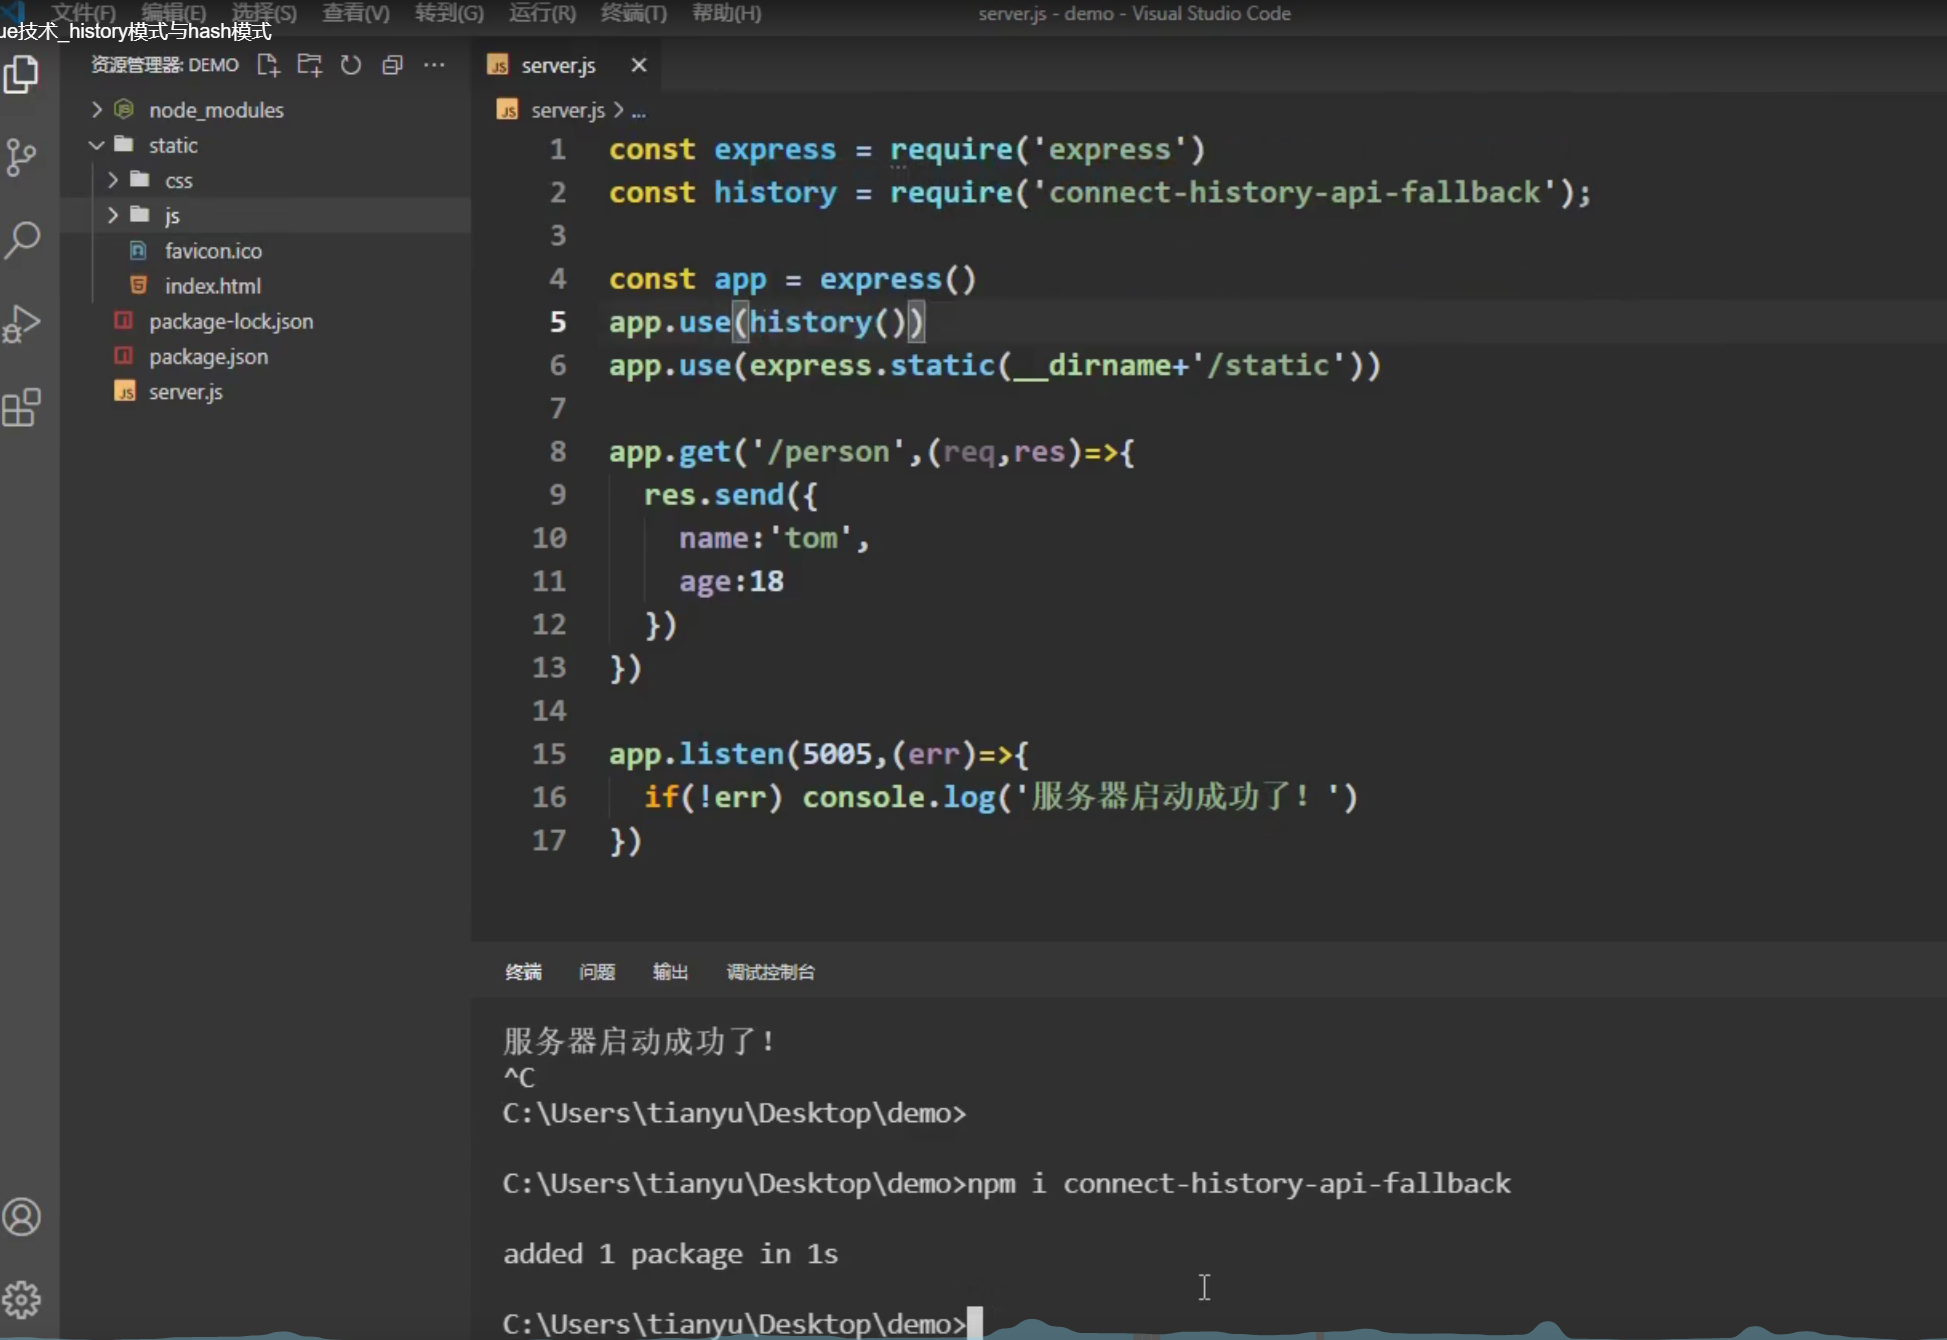 文件(F) 编辑(E) 选择(S) 查看(V) 转到(G) 运行(R) 终端(T) 帮助(H) server.js - demo - Visual Studio Code
ue技术_history模式与hash模式
资源管理器: DEMO
node_modules
static
css
js
favicon.ico
index.html
package-lock.json
package.json
server.js
server.js
server.js > ...
1 const express = require('express')
2 const history = require('connect-history-api-fallback');
3
4 const app = express()
5 app.use(history())
6 app.use(express.static(__dirname+'/static'))
7
8 app.get('/person',(req,res)=>{
9 res.send({
10 name:'tom',
11 age:18
12 })
13 })
14
15 app.listen(5005,(err)=>{
16 if(!err) console.log('服务器启动成功了！')
17 })
终端 问题 输出 调试控制台
服务器启动成功了！
^C
C:\Users\tianyu\Desktop\demo>
C:\Users\tianyu\Desktop\demo>npm i connect-history-api-fallback
added 1 package in 1s
C:\Users\tianyu\Desktop\demo>